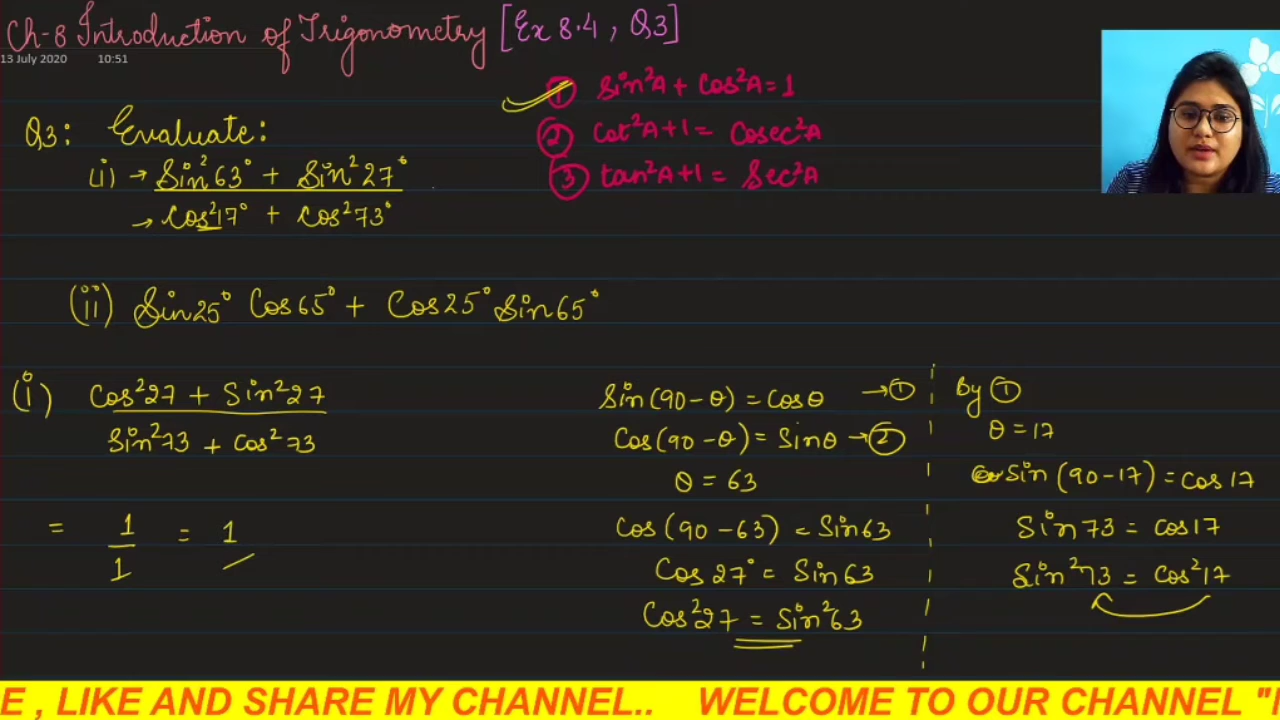 Ch-8 Introduction of Trigonometry [Ex 8.4, Q3]
13 July 2020 10:51
① Sin²A + Cos²A = 1
② Cot²A + 1 = Cosec²A
③ tan²A + 1 = Sec²A
Q3: Evaluate:
(i) → Sin²63° + Sin²27°
→ Cos²17° + Cos²73°
(ii) Sin25° Cos65° + Cos25° Sin65°
(i) Cos²27 + Sin²27
Sin²73 + Cos²73
= 1/1 = 1
Sin(90 - θ) = Cosθ → ①
Cos(90 - θ) = Sinθ → ②
θ = 63
Cos(90 - 63) = Sin63
Cos27° = Sin63
Cos²27 = Sin²63
By ①
θ = 17
Sin(90 - 17) = Cos17
Sin73 = Cos17
Sin²73 = Cos²17
E , LIKE AND SHARE MY CHANNEL.. WELCOME TO OUR CHANNEL "